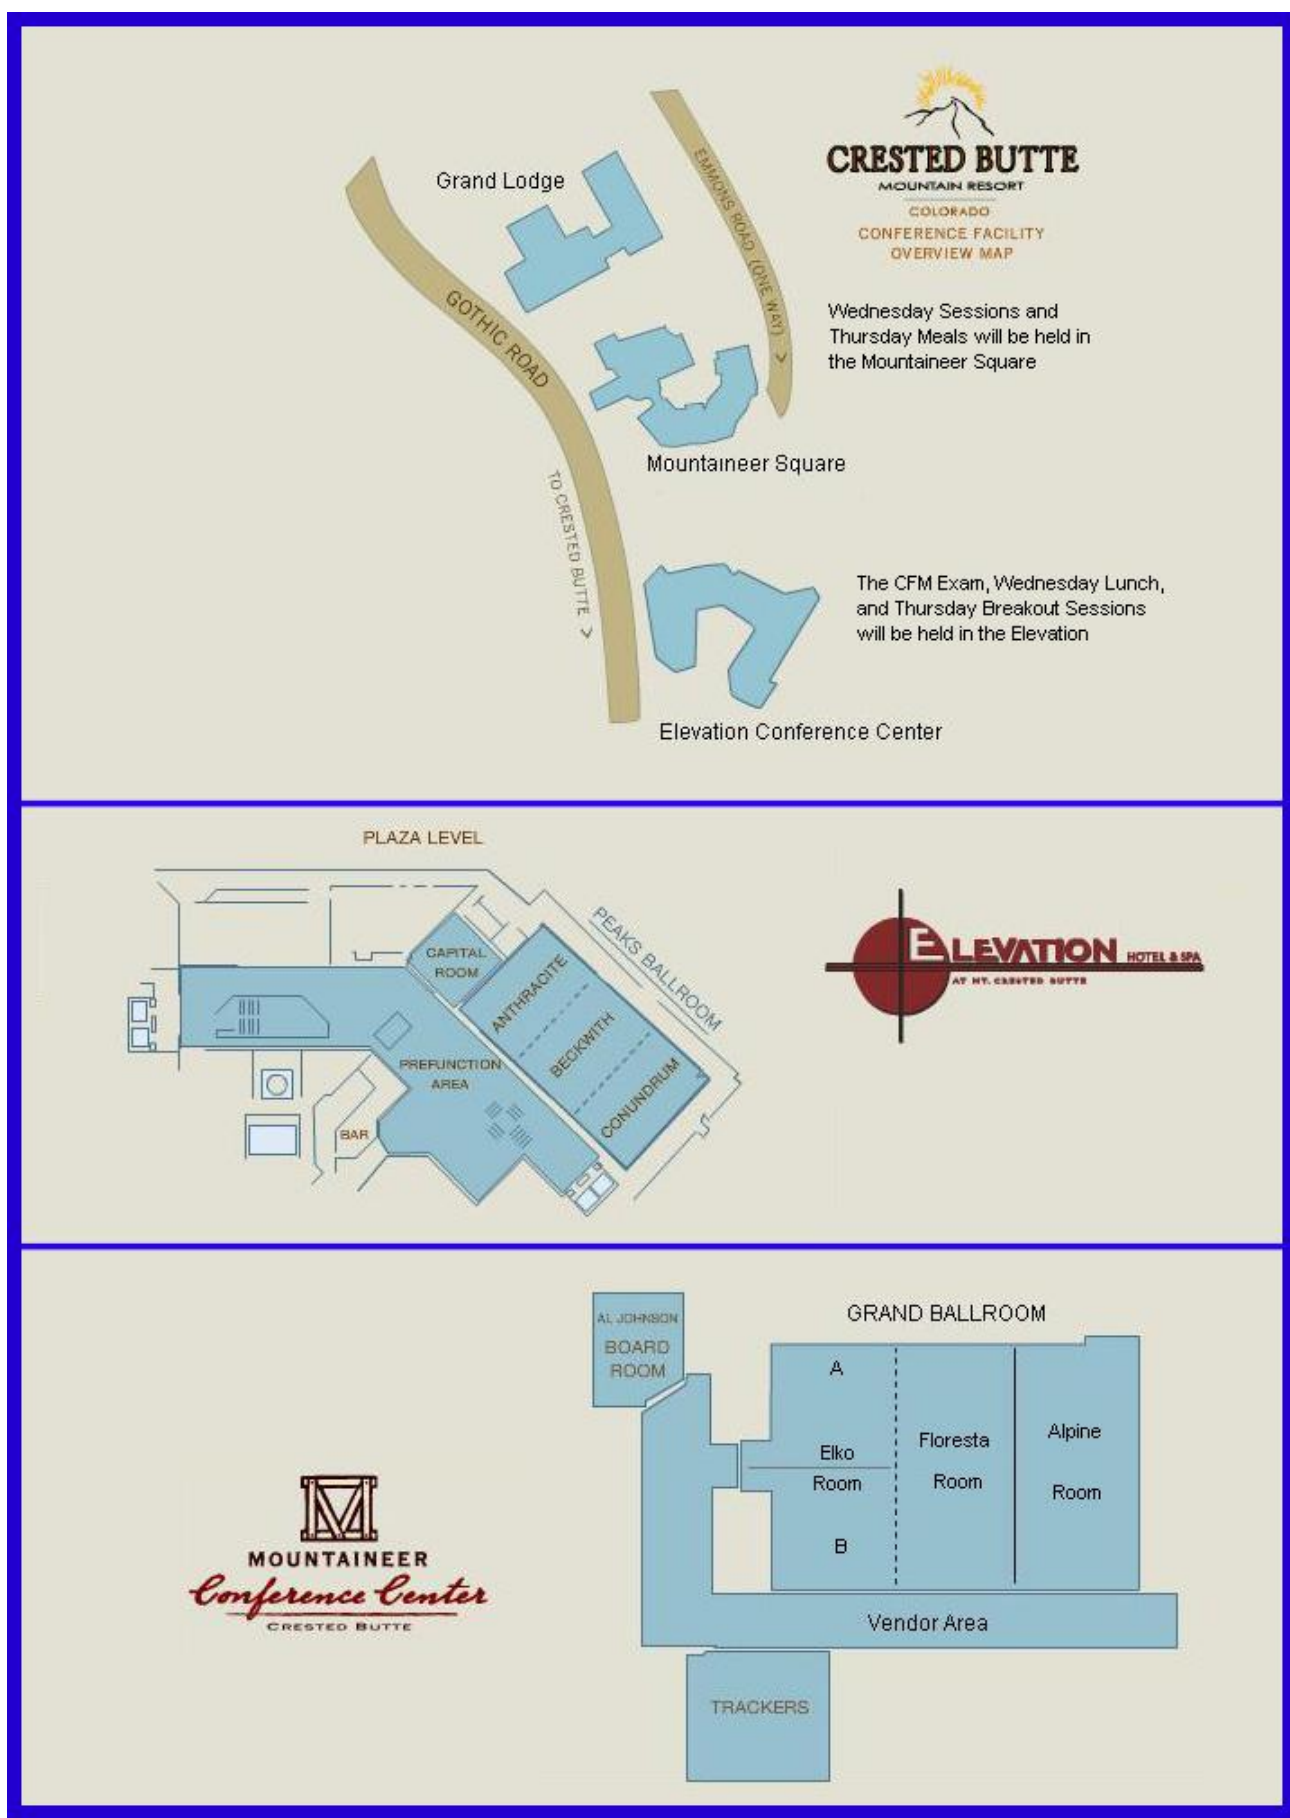 CRESTED BUTTE
MOUNTAIN RESORT
COLORADO
CONFERENCE FACILITY
OVERVIEW MAP
EMMONS ROAD (ONE WAY) >
Grand Lodge
GOTHIC ROAD
Wednesday Sessions and
Thursday Meals will be held in
the Mountaineer Square
Mountaineer Square
TO CRESTED BUTTE >
The CFM Exam, Wednesday Lunch,
and Thursday Breakout Sessions
will be held in the Elevation
Elevation Conference Center
PLAZA LEVEL
PEAKS BALLROOM
CAPITAL
ROOM
ANTHRACITE
BECKWITH
CONUNDRUM
PREFUNCTION
AREA
BAR
ELEVATION HOTEL & SPA
AT MT. CRESTED BUTTE
AL JOHNSON
BOARD
ROOM
GRAND BALLROOM
A
Elko
Room
B
Floresta
Room
Alpine
Room
Vendor Area
TRACKERS
M
MOUNTAINEER
Conference Center
CRESTED BUTTE